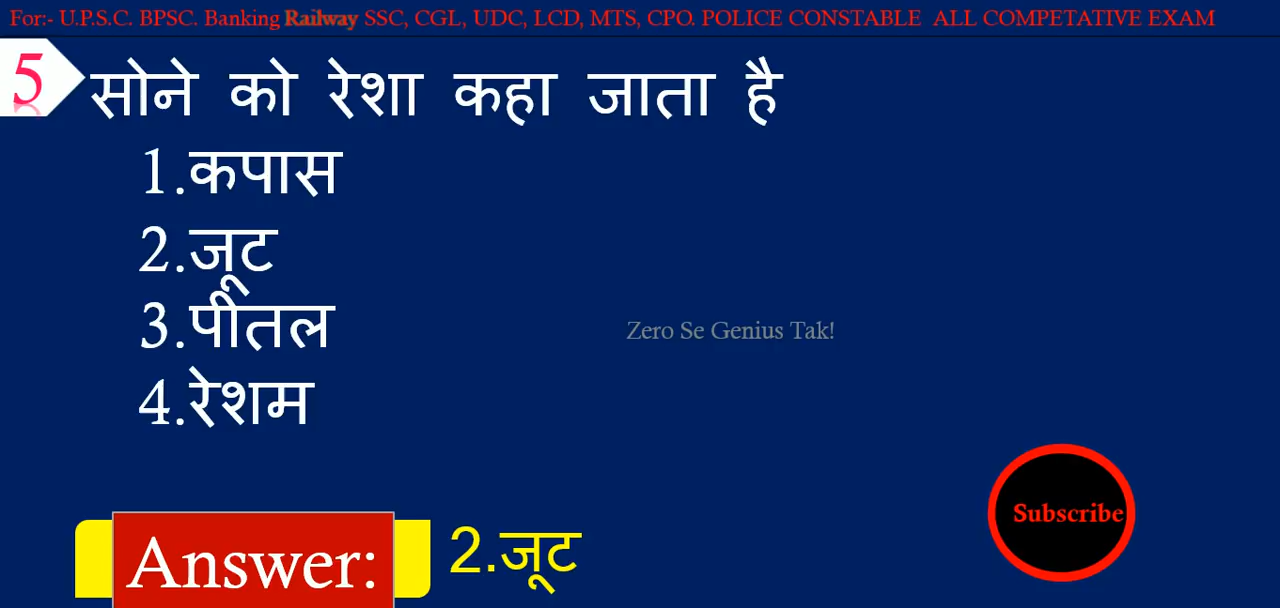 For:- U.P.S.C. BPSC. Banking Railway SSC, CGL, UDC, LCD, MTS, CPO. POLICE CONSTABLE ALL COMPETATIVE EXAM
5 सोने को रेशा कहा जाता है
1.कपास
2.जूट
3.पीतल
Zero Se Genius Tak!
4.रेशम
Subscribe
Answer: 2.जूट